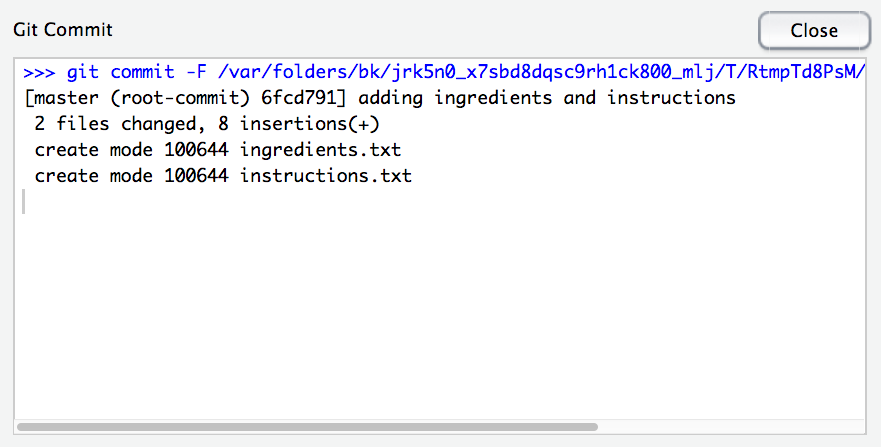 Git Commit
Close
>>> git commit -F /var/folders/bk/jrk5n0_x7sbd8dqsc9rh1ck800_mlj/T/RtmpTd8PsM/
[master (root-commit) 6fcd791] adding ingredients and instructions
2 files changed, 8 insertions(+)
create mode 100644 ingredients.txt
create mode 100644 instructions.txt